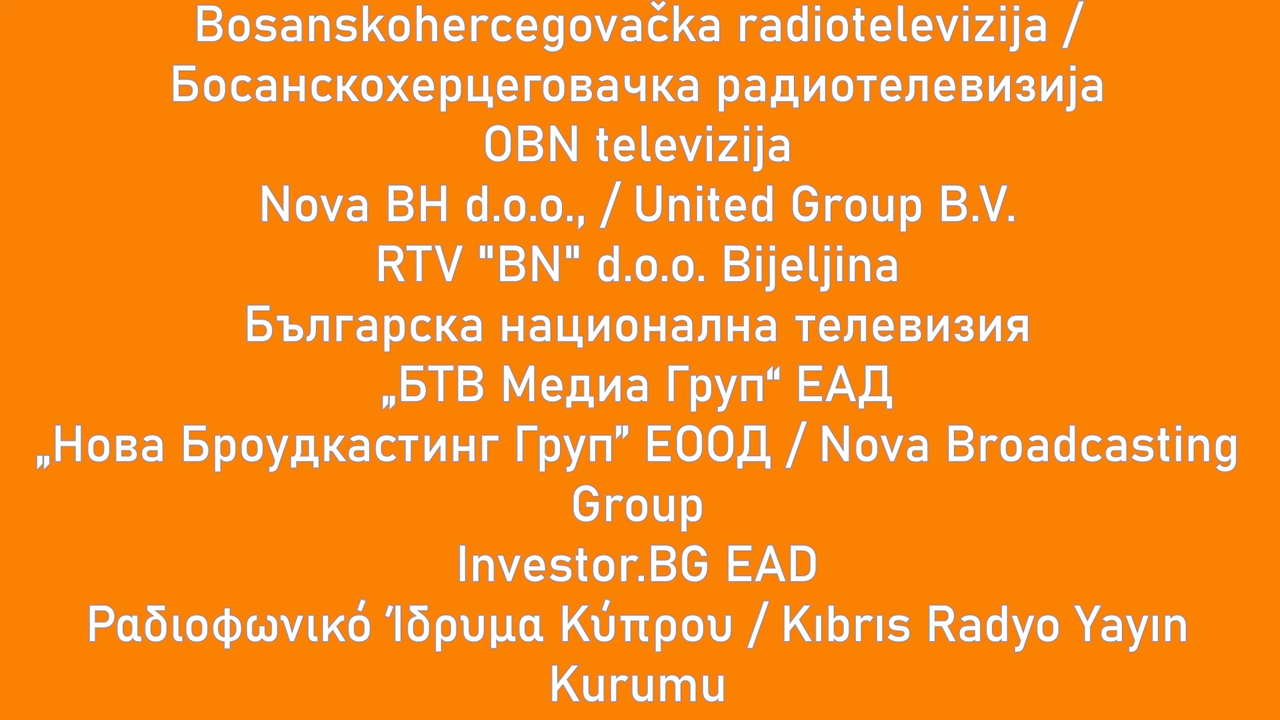 Bosanskohercegovačka radiotelevizija /
Босанскохерцеговачка радиотелевизија
OBN televizija
Nova BH d.o.o., / United Group B.V.
RTV "BN" d.o.o. Bijeljina
Българска национална телевизия
„БТВ Медиа Груп“ ЕАД
„Нова Броудкастинг Груп” ЕООД / Nova Broadcasting
Group
Investor.BG EAD
Ραδιοφωνικό Ίδρυμα Κύπρου / Kıbrıs Radyo Yayın
Kurumu